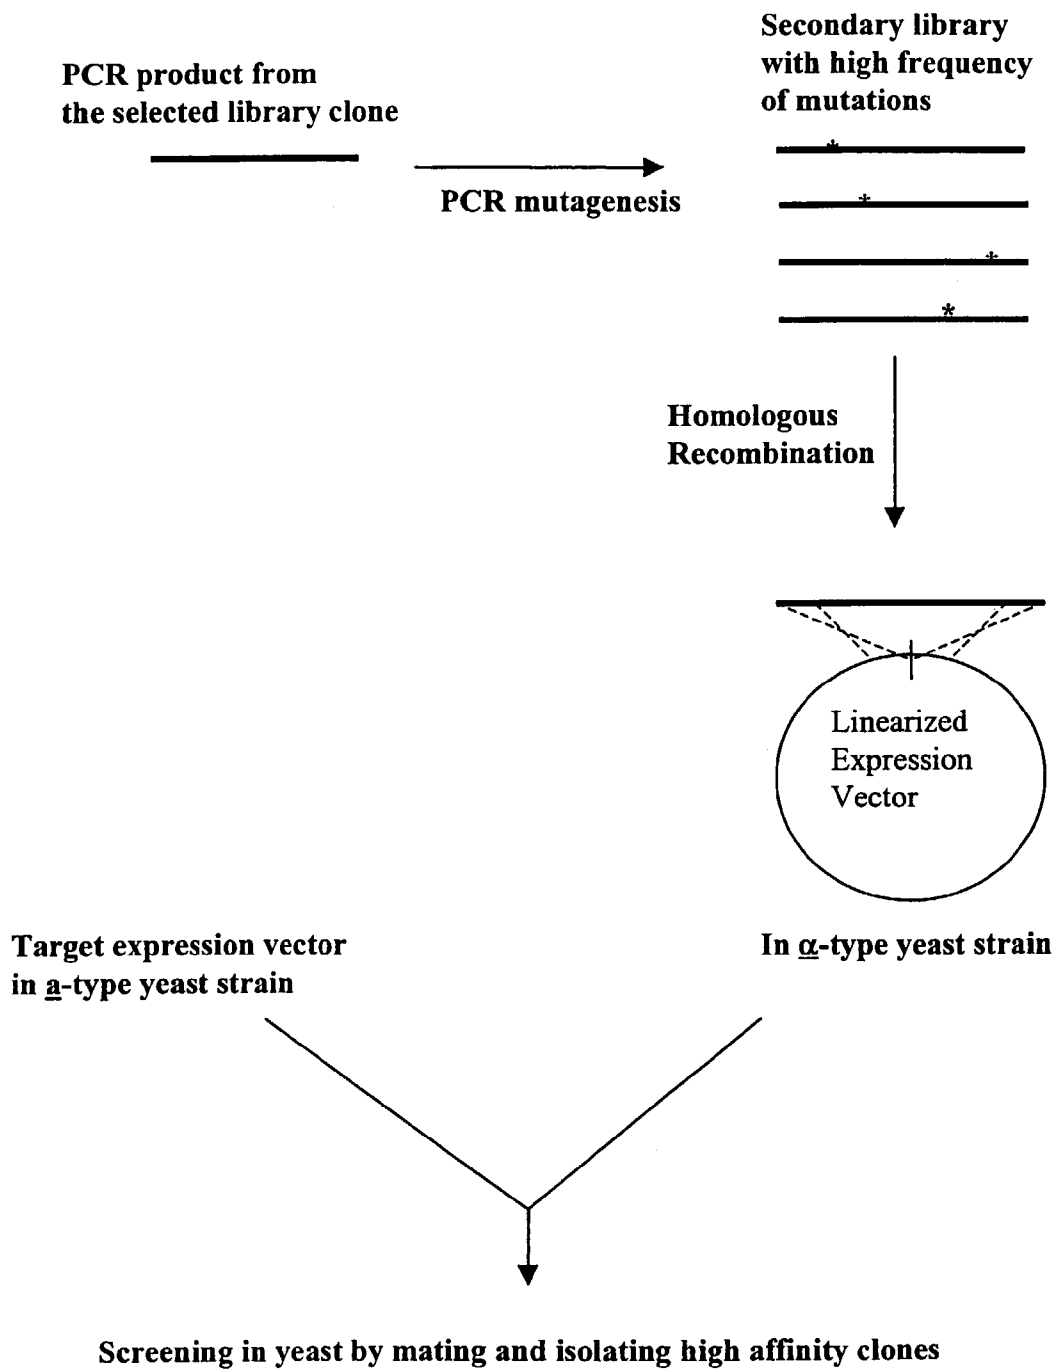 PCR product from
the selected library clone
PCR mutagenesis
Secondary library
with high frequency
of mutations
*
*
*
*
Homologous
Recombination
Linearized
Expression
Vector
Target expression vector
in a-type yeast strain
In α-type yeast strain
Screening in yeast by mating and isolating high affinity clones